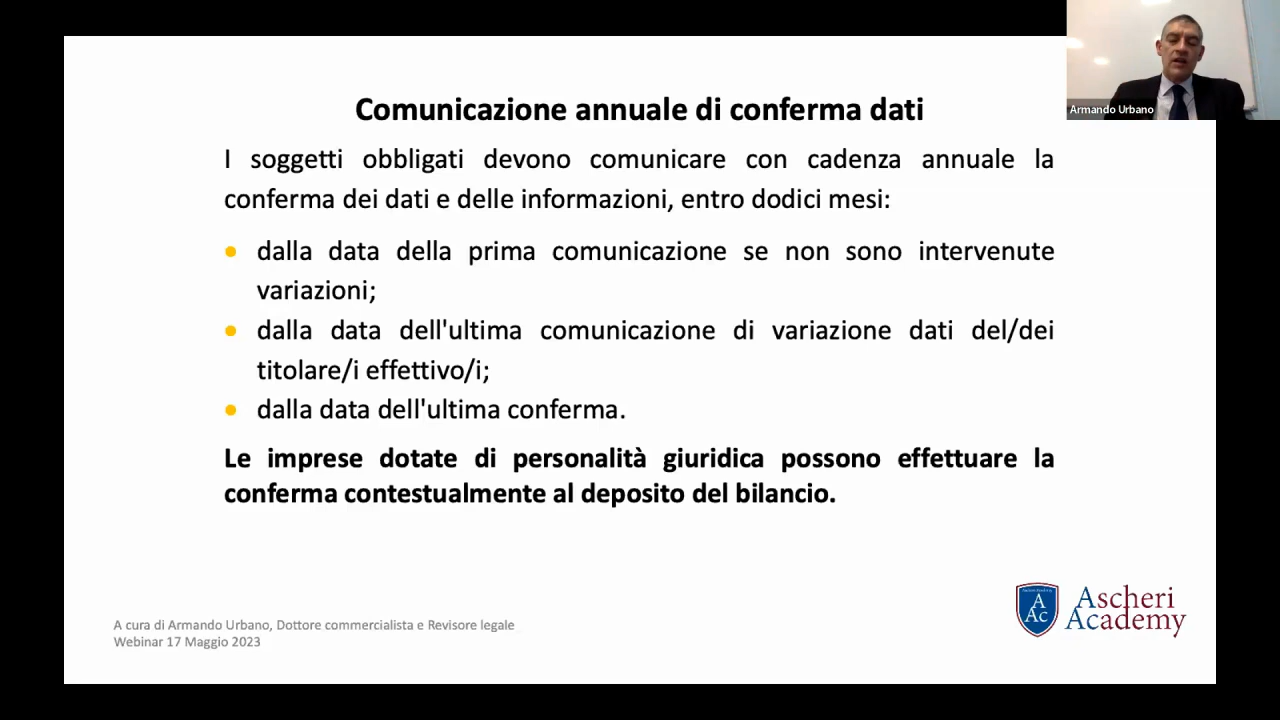 Comunicazione annuale di conferma dati
I soggetti obbligati devono comunicare con cadenza annuale la
conferma dei dati e delle informazioni, entro dodici mesi:
dalla data della prima comunicazione se non sono intervenute
variazioni;
dalla data dell'ultima comunicazione di variazione dati del/dei
titolare/i effettivo/i;
dalla data dell'ultima conferma.
Le imprese dotate di personalità giuridica possono effettuare la
conferma contestualmente al deposito del bilancio.
A cura di Armando Urbano, Dottore commercialista e Revisore legale
Webinar 17 Maggio 2023
A
Ac
Ascheri
Academy
Armando Urbano